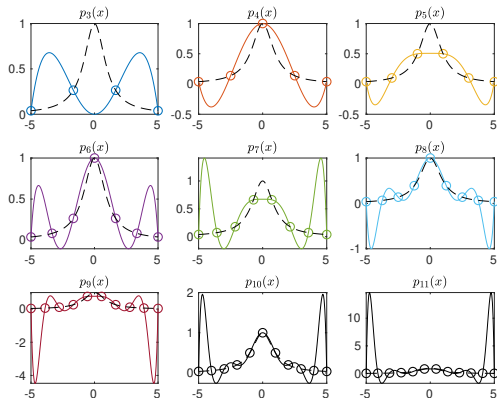 p₃(x) p₄(x) p₅(x)
1 1 1
0.5 0.5 0.5
0 0 0
-0.5 -0.5
-5 0 5 -5 0 5 -5 0 5
p₆(x) p₇(x) p₈(x)
1 1 1
0.5 0.5 0
0 0 -1
-5 0 5 -5 0 5 -5 0 5
p₉(x) p₁₀(x) p₁₁(x)
0 2 10
-2 1 5
-4 0 0
-5 0 5 -5 0 5 -5 0 5